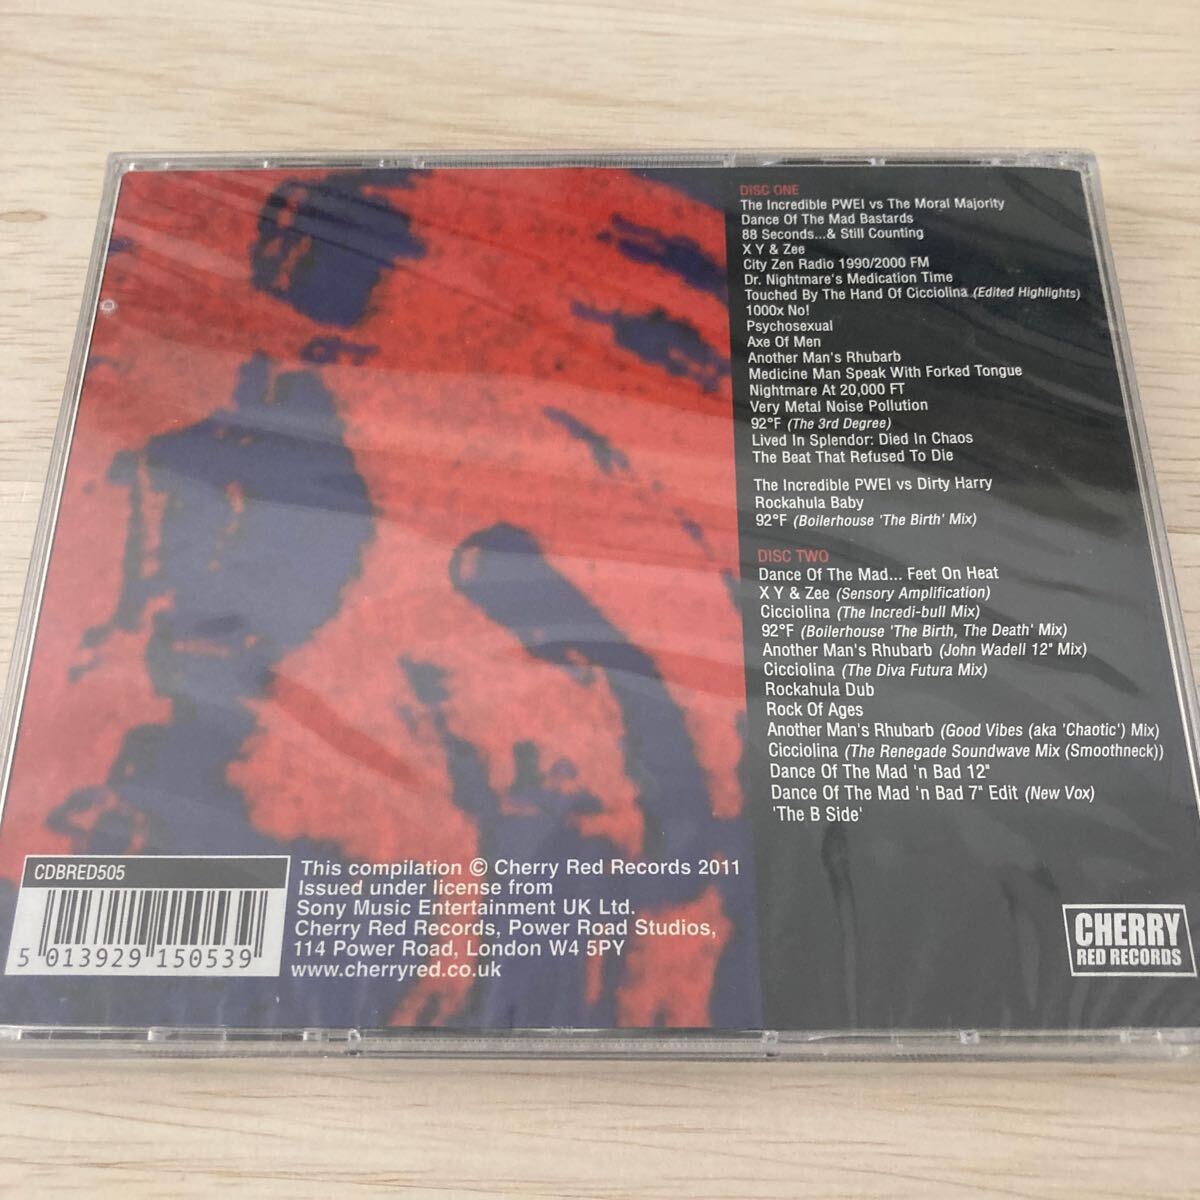 DISC ONE
The Incredible PWEI vs The Moral Majority
Dance Of The Mad Bastards
88 Seconds...& Still Counting
X Y & Zee
City Zen Radio 1990/2000 FM
Dr. Nightmare's Medication Time
Touched By The Hand Of Cicciolina (Edited Highlights)
1000x No!
Psychosexual
Axe Of Men
Another Man's Rhubarb
Medicine Man Speak With Forked Tongue
Nightmare At 20,000 FT
Very Metal Noise Pollution
92°F (The 3rd Degree)
Lived In Splendor: Died In Chaos
The Beat That Refused To Die
The Incredible PWEI vs Dirty Harry
Rockahula Baby
92°F (Boilerhouse 'The Birth' Mix)
DISC TWO
Dance Of The Mad... Feet On Heat
X Y & Zee (Sensory Amplification)
Cicciolina (The Incredi-bull Mix)
92°F (Boilerhouse 'The Birth, The Death' Mix)
Another Man's Rhubarb (John Wadell 12" Mix)
Cicciolina (The Diva Futura Mix)
Rockahula Dub
Rock Of Ages
Another Man's Rhubarb (Good Vibes (aka 'Chaotic') Mix)
Cicciolina (The Renegade Soundwave Mix (Smoothneck))
Dance Of The Mad 'n Bad 12"
Dance Of The Mad 'n Bad 7" Edit (New Vox)
'The B Side'
CDBRED505
5 013929 150539
This compilation © Cherry Red Records 2011
Issued under license from
Sony Music Entertainment UK Ltd.
Cherry Red Records, Power Road Studios,
114 Power Road, London W4 5PY
www.cherryred.co.uk
CHERRY
RED RECORDS